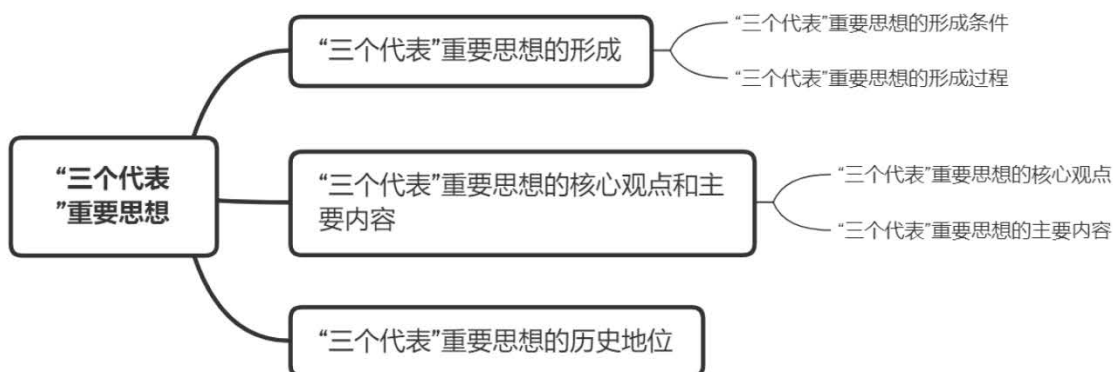 “三个代表
”重要思想
“三个代表”重要思想的形成
“三个代表”重要思想的形成条件
“三个代表”重要思想的形成过程
“三个代表”重要思想的核心观点和主
要内容
“三个代表”重要思想的核心观点
“三个代表”重要思想的主要内容
“三个代表”重要思想的历史地位